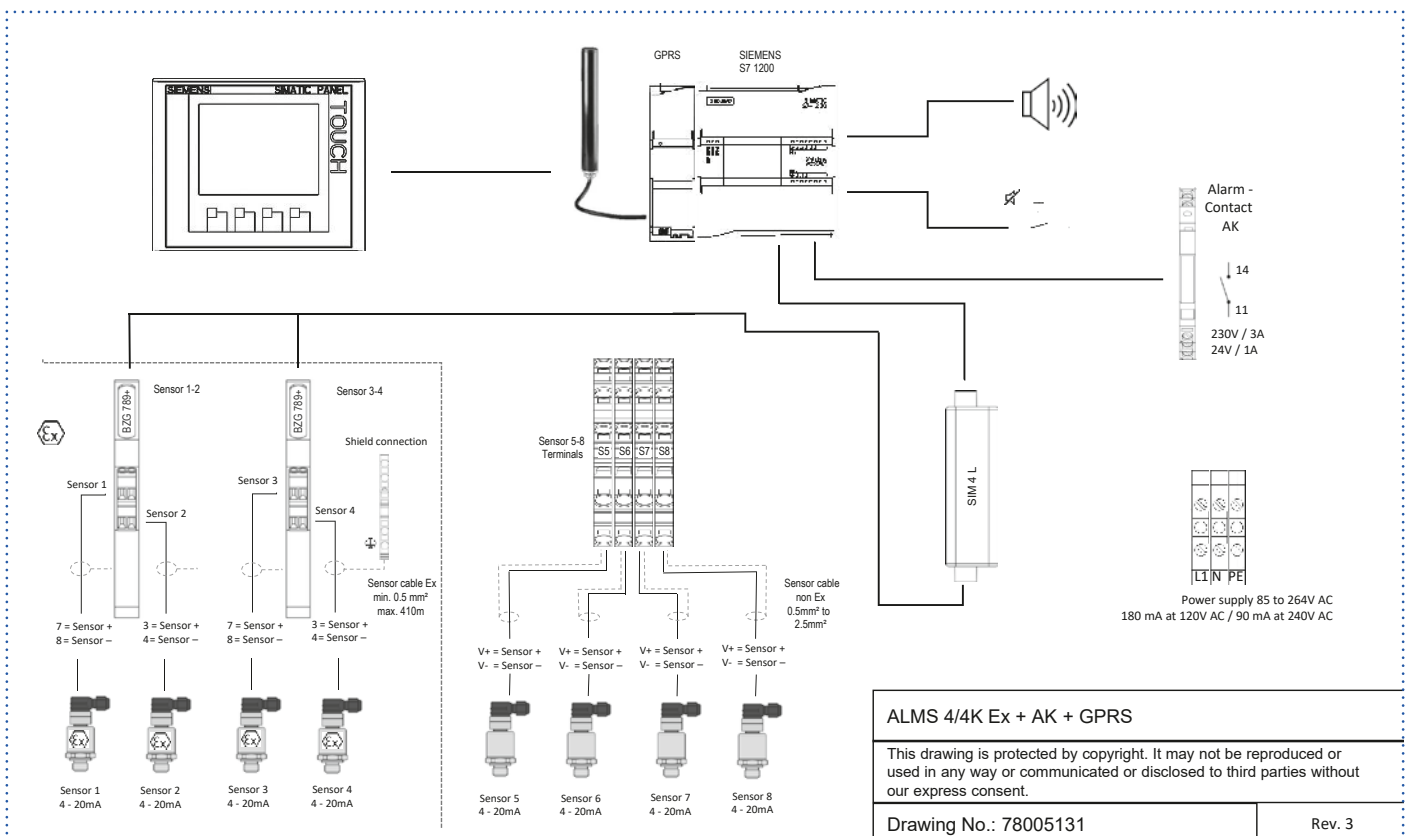 GPRS
SIEMENS
S7 1200
SIEMENS SIMATIC PANEL
TOUCH
Alarm -
Contact
AK
14
11
230V / 3A
24V / 1A
BZG 789+
Sensor 1-2
BZG 789+
Sensor 3-4
Ex
Shield connection
Sensor 1
Sensor 2
Sensor 3
Sensor 4
Sensor 5-8
Terminals
S5 S6 S7 S8
SIM 4 L
L1 N PE
Power supply 85 to 264V AC
180 mA at 120V AC / 90 mA at 240V AC
Sensor cable Ex
min. 0.5 mm²
max. 410m
Sensor cable
non Ex
0.5mm² to
2.5mm²
7 = Sensor +
8 = Sensor –
3 = Sensor +
4 = Sensor –
7 = Sensor +
8 = Sensor –
3 = Sensor +
4 = Sensor –
V+ = Sensor +
V- = Sensor –
V+ = Sensor +
V- = Sensor –
V+ = Sensor +
V- = Sensor –
V+ = Sensor +
V- = Sensor –
Ex
Ex
Ex
Ex
Sensor 1
4 - 20mA
Sensor 2
4 - 20mA
Sensor 3
4 - 20mA
Sensor 4
4 - 20mA
Sensor 5
4 - 20mA
Sensor 6
4 - 20mA
Sensor 7
4 - 20mA
Sensor 8
4 - 20mA
ALMS 4/4K Ex + AK + GPRS
This drawing is protected by copyright. It may not be reproduced or
used in any way or communicated or disclosed to third parties without
our express consent.
Drawing No.: 78005131
Rev. 3